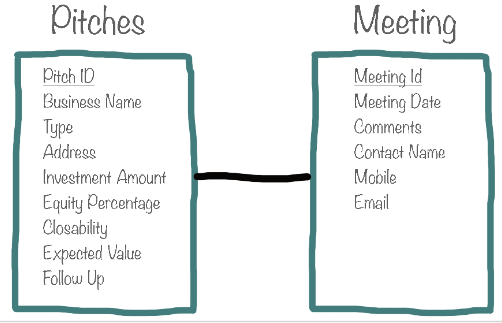 Pitches
Pitch ID
Business Name
Type
Address
Investment Amount
Equity Percentage
Closability
Expected Value
Follow Up
Meeting
Meeting Id
Meeting Date
Comments
Contact Name
Mobile
Email